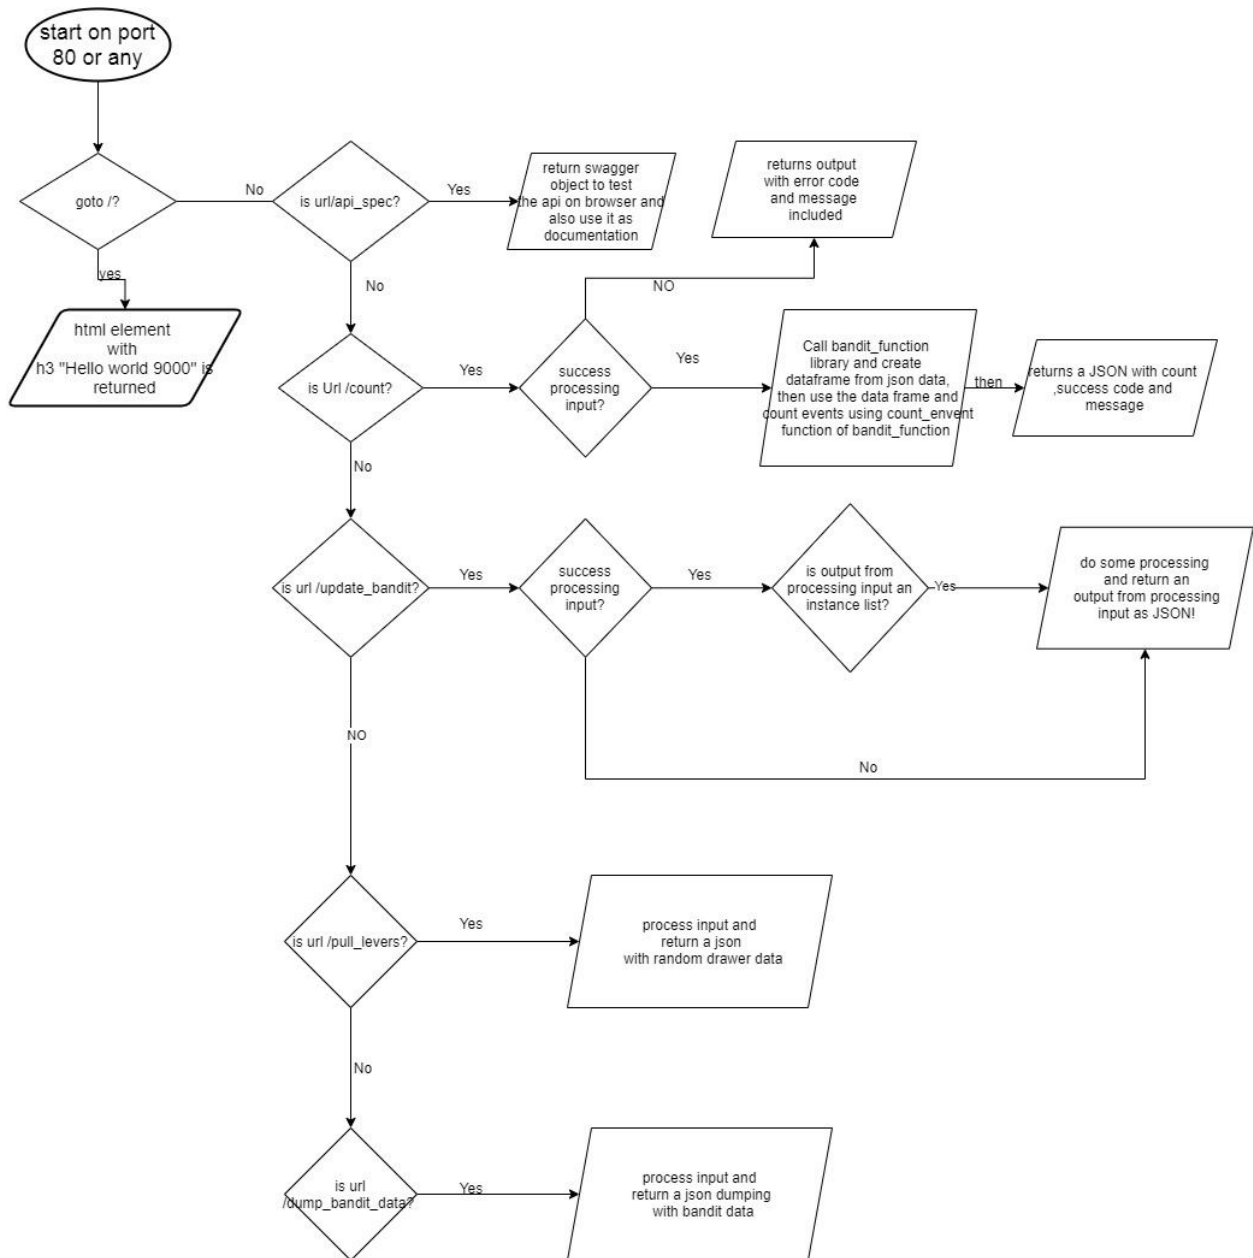 start on port
80 or any
goto /?
No
is url/api_spec?
Yes
return swagger
object to test
the api on browser and
also use it as
documentation
returns output
with error code
and message
included
yes
html element
with
h3 "Hello world 9000" is
returned
No
NO
is Url /count?
Yes
success
processing
input?
Yes
Call bandit_function
library and create
dataframe from json data,
then use the data frame and
count events using count_envent
function of bandit_function
then
returns a JSON with count
,success code and
message
No
is url /update_bandit?
Yes
success
processing
input?
Yes
is output from
processing input an
instance list?
Yes
do some processing
and return an
output from processing
input as JSON!
NO
No
is url /pull_levers?
Yes
process input and
return a json
with random drawer data
No
is url
/dump_bandit_data?
Yes
process input and
return a json dumping
with bandit data